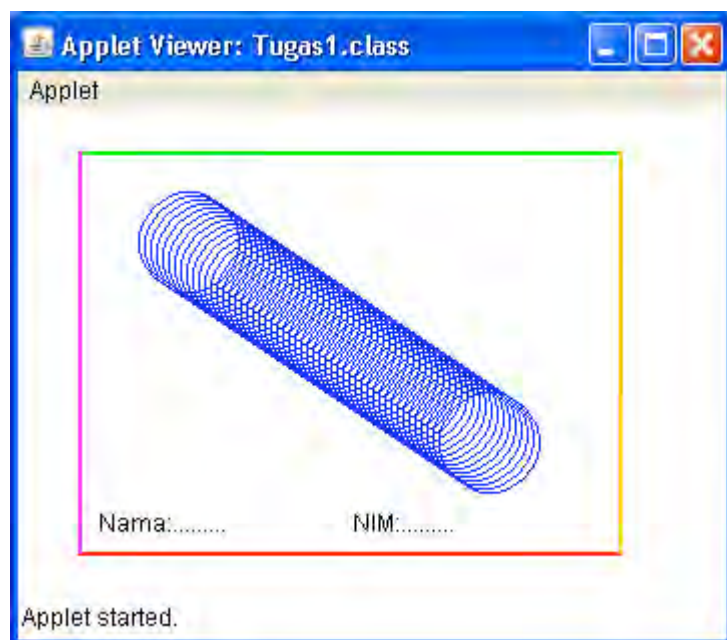 Applet Viewer: Tugas1.class
Applet
Nama:......... NIM:.........
Applet started.